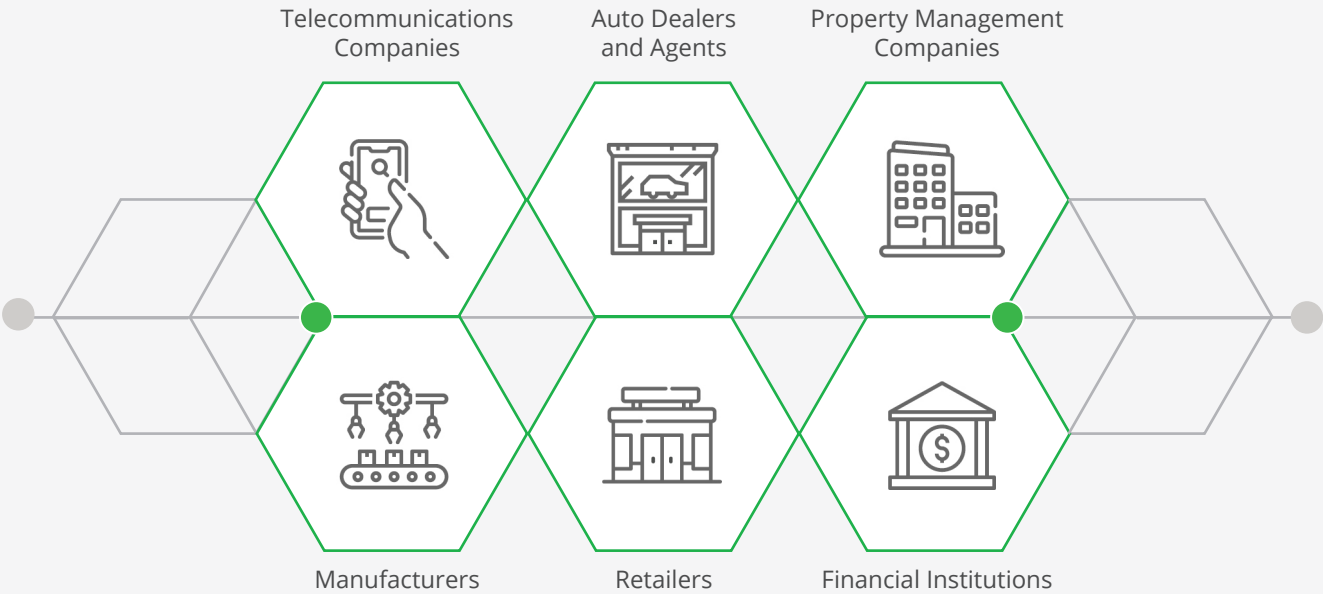 Telecommunications
Companies
Auto Dealers
and Agents
Property Management
Companies
$
Manufacturers
Retailers
Financial Institutions